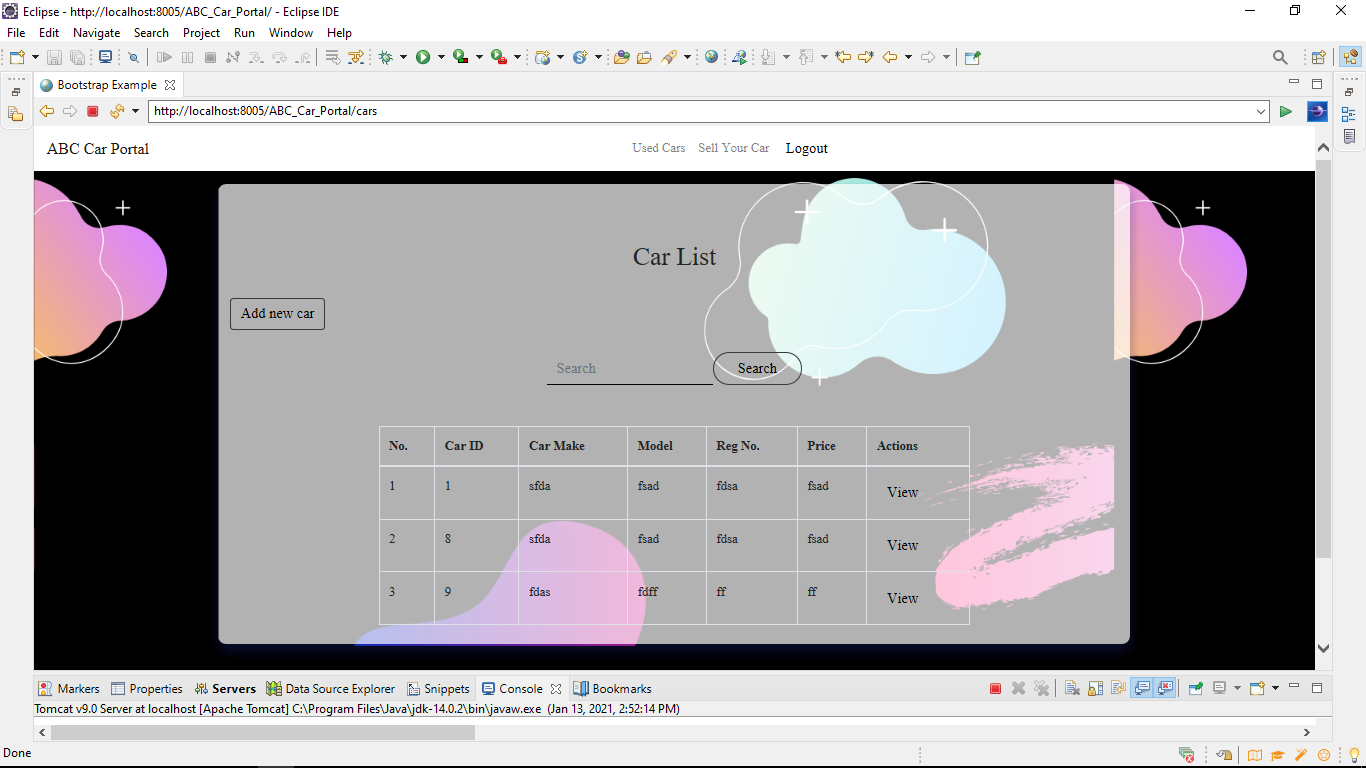 Eclipse - http://localhost:8005/ABC_Car_Portal/ - Eclipse IDE
File Edit Navigate Search Project Run Window Help
Bootstrap Example
http://localhost:8005/ABC_Car_Portal/cars
ABC Car Portal Used Cars Sell Your Car Logout
Car List
Add new car
Search Search
No. Car ID Car Make Model Reg No. Price Actions
1 1 sfda fsad fdsa fsad View
2 8 sfda fsad fdsa fsad View
3 9 fdas fdff ff ff View
Markers Properties Servers Data Source Explorer Snippets Console Bookmarks
Tomcat v9.0 Server at localhost [Apache Tomcat] C:\Program Files\Java\jdk-14.0.2\bin\javaw.exe (Jan 13, 2021, 2:52:14 PM)
Done